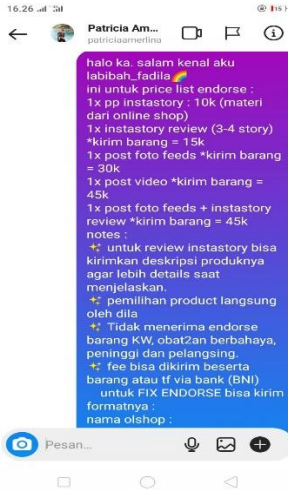 16.26
Patricia Am...
patriciaamerlina
halo ka. salam kenal aku
labibah_fadila🌈
ini untuk price list endorse :
1x pp instastory : 10k (materi
dari online shop)
1x instastory review (3-4 story)
*kirim barang = 15k
1x post foto feeds *kirim barang
= 30k
1x post video *kirim barang =
45k
1x post foto feeds + instastory
review *kirim barang = 45k
notes :
✨ untuk review instastory bisa
kirimkan deskripsi produknya
agar lebih details saat
menjelaskan.
✨ pemilihan product langsung
oleh dila
✨ Tidak menerima endorse
barang KW, obat2an berbahaya,
peninggi dan pelangsing.
✨ fee bisa dikirim beserta
barang atau tf via bank (BNI)
untuk FIX ENDORSE bisa kirim
formatnya :
nama olshop :
Pesan...